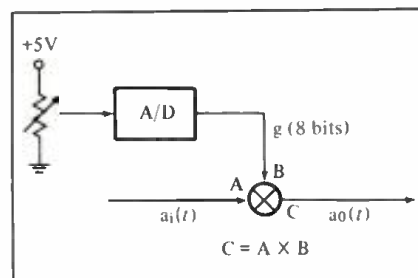 +5V
A/D
g (8 bits)
B
A
C
ai(t)
ao(t)
C = A × B